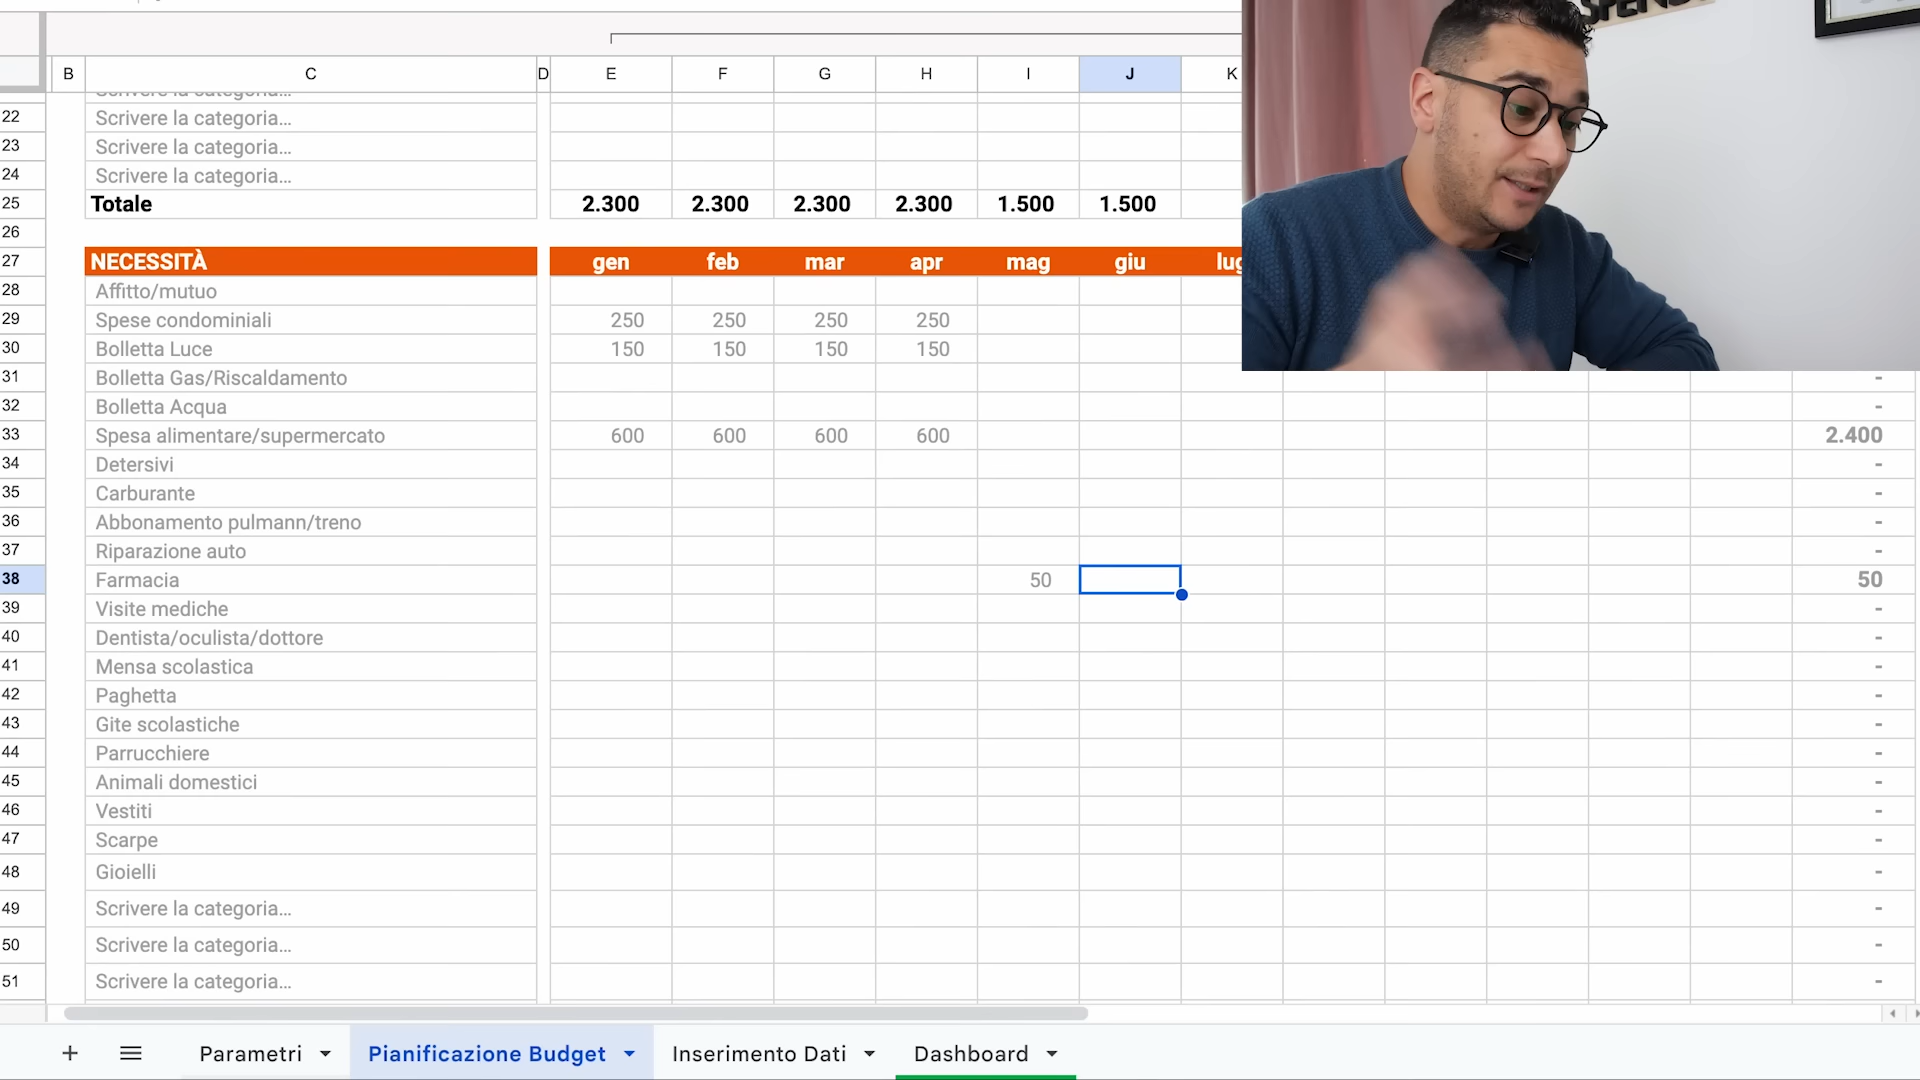 SPENS
B C D E F G H I J K
Scrivere la categoria...
22 Scrivere la categoria...
23 Scrivere la categoria...
24 Scrivere la categoria...
25 Totale 2.300 2.300 2.300 2.300 1.500 1.500
26
27 NECESSITÀ gen feb mar apr mag giu lug
28 Affitto/mutuo
29 Spese condominiali 250 250 250 250
30 Bolletta Luce 150 150 150 150
31 Bolletta Gas/Riscaldamento -
32 Bolletta Acqua -
33 Spesa alimentare/supermercato 600 600 600 600 2.400
34 Detersivi -
35 Carburante -
36 Abbonamento pulmann/treno -
37 Riparazione auto -
38 Farmacia 50 50
39 Visite mediche -
40 Dentista/oculista/dottore -
41 Mensa scolastica -
42 Paghetta -
43 Gite scolastiche -
44 Parrucchiere -
45 Animali domestici -
46 Vestiti -
47 Scarpe -
48 Gioielli -
49 Scrivere la categoria... -
50 Scrivere la categoria... -
51 Scrivere la categoria... -
+ Parametri Pianificazione Budget Inserimento Dati Dashboard